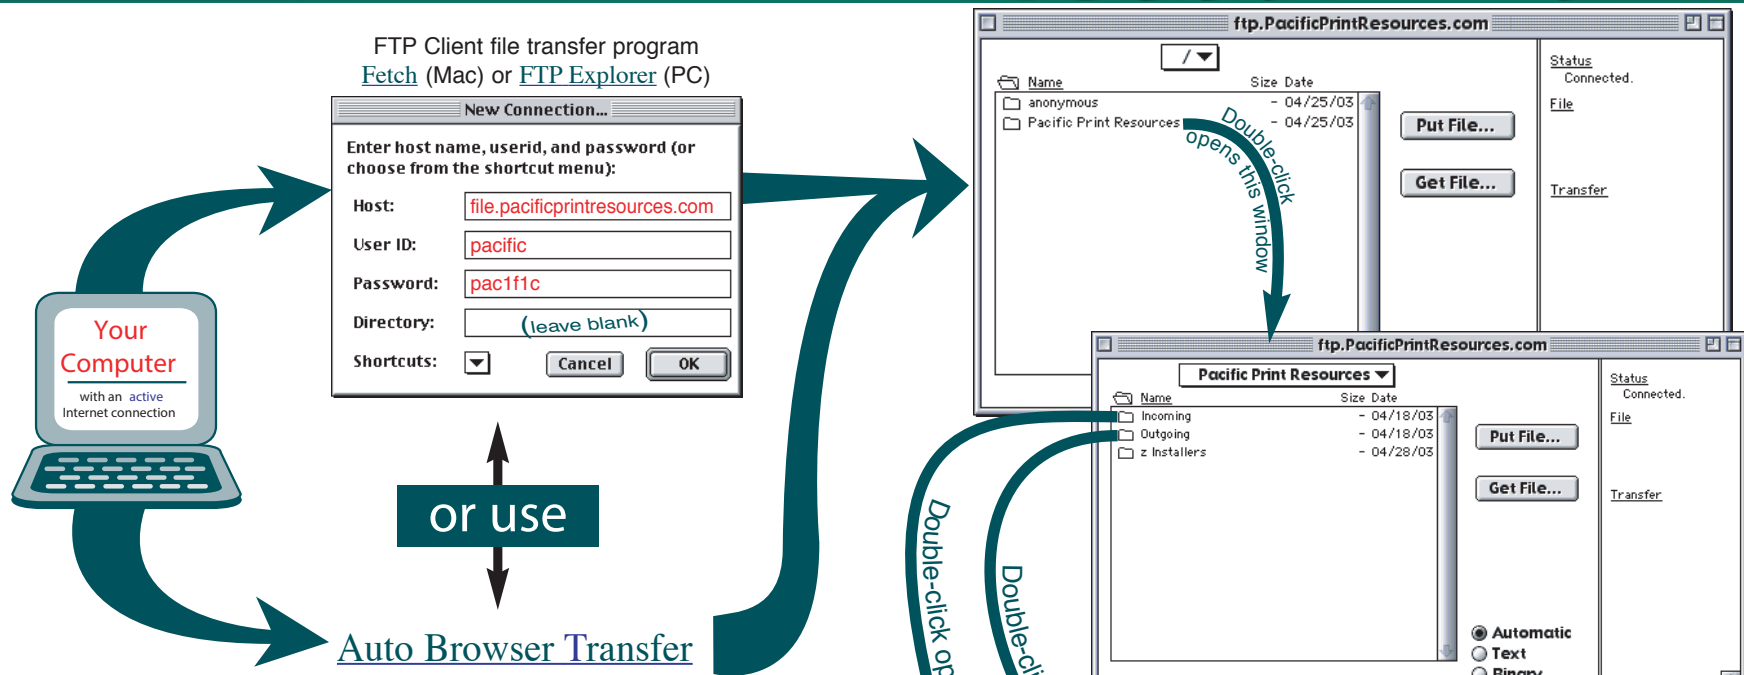 FTP Client file transfer program
Fetch (Mac) or FTP Explorer (PC)
New Connection...
Enter host name, userid, and password (or
choose from the shortcut menu):
Host: file.pacificprintresources.com
User ID: pacific
Password: pac1f1c
Directory: (leave blank)
Shortcuts:
Cancel OK
Your
Computer
with an active
Internet connection
or use
Auto Browser Transfer
ftp.PacificPrintResources.com
/
Name Size Date
anonymous - 04/25/03
Pacific Print Resources - 04/25/03
Put File...
Get File...
Status
Connected.
File
Transfer
Double-click
opens this window
ftp.PacificPrintResources.com
Pacific Print Resources
Name Size Date
Incoming - 04/18/03
Outgoing - 04/18/03
z Installers - 04/28/03
Put File...
Get File...
Status
Connected.
File
Transfer
Automatic
Text
Binary
Double-click op
Double-cli